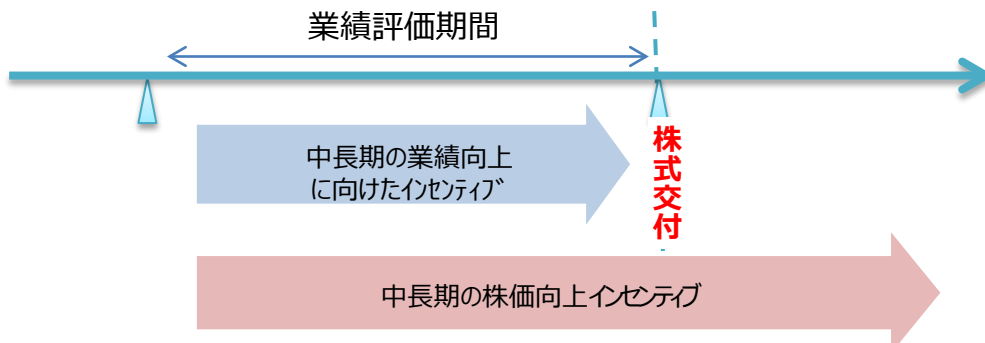 業績評価期間
中長期の業績向上
に向けたインセンティブ
株式交付
中長期の株価向上インセンティブ